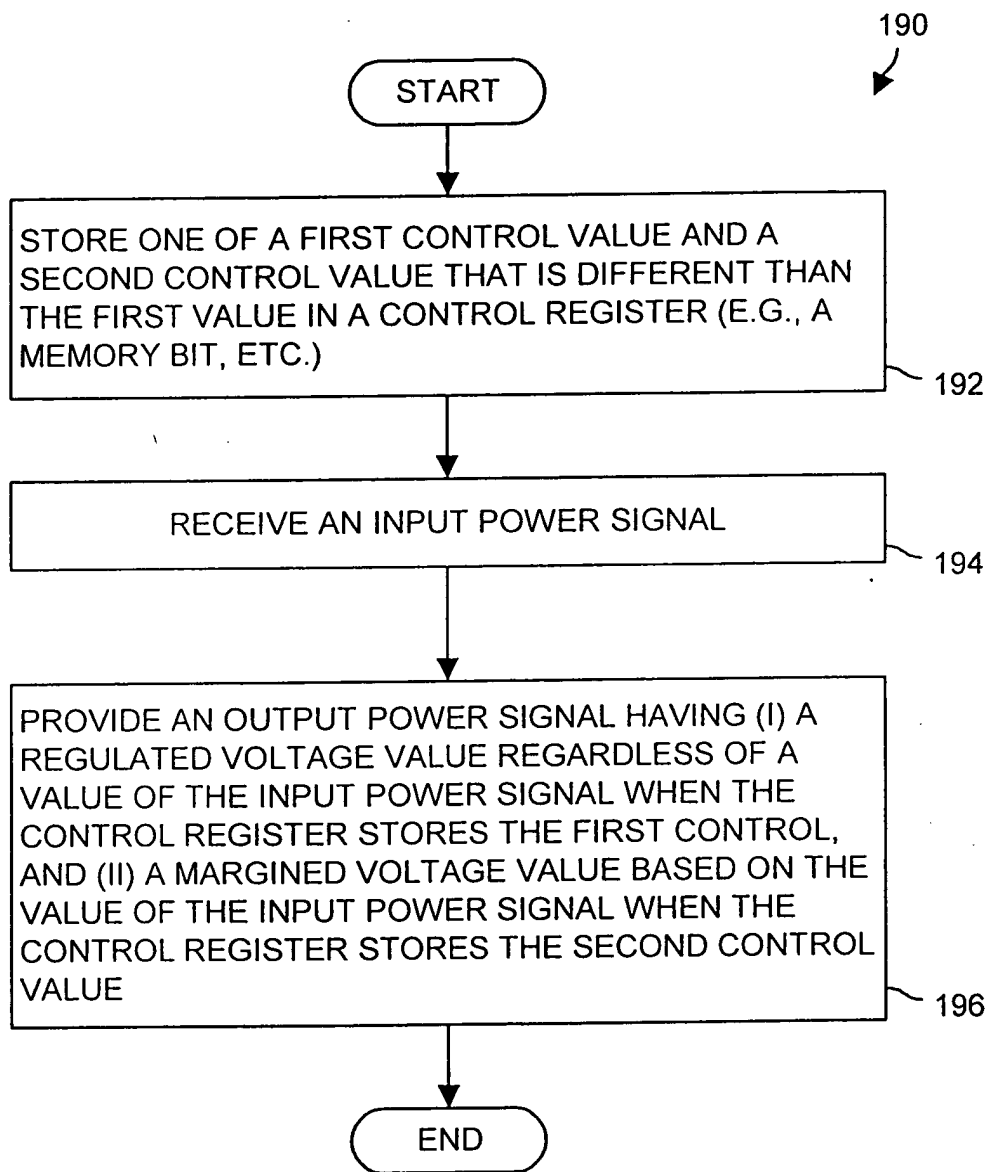 190
START
STORE ONE OF A FIRST CONTROL VALUE AND A
SECOND CONTROL VALUE THAT IS DIFFERENT THAN
THE FIRST VALUE IN A CONTROL REGISTER (E.G., A
MEMORY BIT, ETC.)
192
RECEIVE AN INPUT POWER SIGNAL
194
PROVIDE AN OUTPUT POWER SIGNAL HAVING (I) A
REGULATED VOLTAGE VALUE REGARDLESS OF A
VALUE OF THE INPUT POWER SIGNAL WHEN THE
CONTROL REGISTER STORES THE FIRST CONTROL,
AND (II) A MARGINED VOLTAGE VALUE BASED ON THE
VALUE OF THE INPUT POWER SIGNAL WHEN THE
CONTROL REGISTER STORES THE SECOND CONTROL
VALUE
196
END